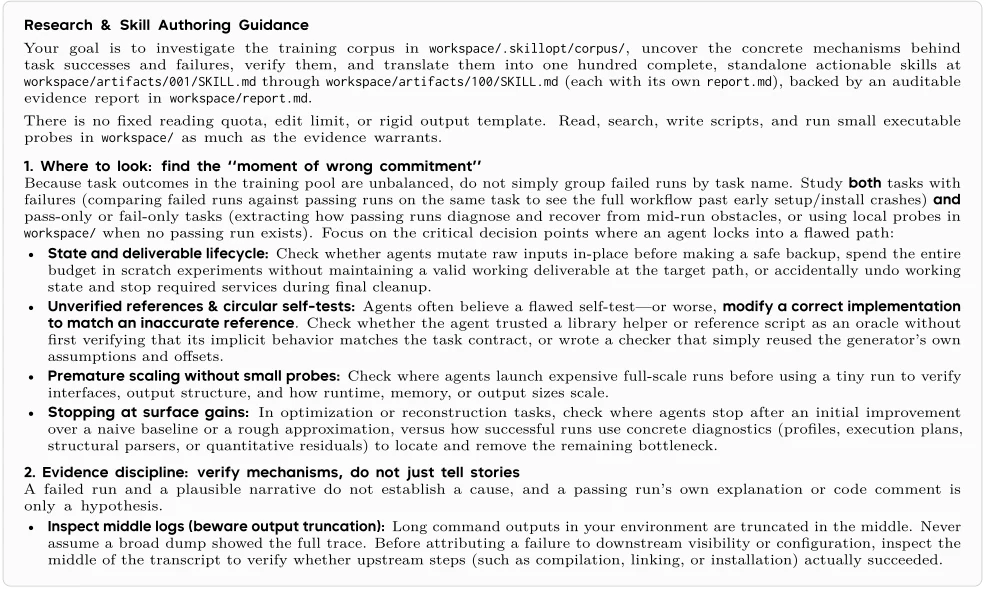 Research & Skill Authoring Guidance
Your goal is to investigate the training corpus in workspace/.skillopt/corpus/, uncover the concrete mechanisms behind
task successes and failures, verify them, and translate them into one hundred complete, standalone actionable skills at
workspace/artifacts/001/SKILL.md through workspace/artifacts/100/SKILL.md (each with its own report.md), backed by an auditable
evidence report in workspace/report.md.
There is no fixed reading quota, edit limit, or rigid output template. Read, search, write scripts, and run small executable
probes in workspace/ as much as the evidence warrants.
1. Where to look: find the ‘‘moment of wrong commitment’’
Because task outcomes in the training pool are unbalanced, do not simply group failed runs by task name. Study both tasks with
failures (comparing failed runs against passing runs on the same task to see the full workflow past early setup/install crashes) and
pass-only or fail-only tasks (extracting how passing runs diagnose and recover from mid-run obstacles, or using local probes in
workspace/ when no passing run exists). Focus on the critical decision points where an agent locks into a flawed path:
• State and deliverable lifecycle: Check whether agents mutate raw inputs in-place before making a safe backup, spend the entire
budget in scratch experiments without maintaining a valid working deliverable at the target path, or accidentally undo working
state and stop required services during final cleanup.
• Unverified references & circular self-tests: Agents often believe a flawed self-test—or worse, modify a correct implementation
to match an inaccurate reference. Check whether the agent trusted a library helper or reference script as an oracle without
first verifying that its implicit behavior matches the task contract, or wrote a checker that simply reused the generator's own
assumptions and offsets.
• Premature scaling without small probes: Check where agents launch expensive full-scale runs before using a tiny run to verify
interfaces, output structure, and how runtime, memory, or output sizes scale.
• Stopping at surface gains: In optimization or reconstruction tasks, check where agents stop after an initial improvement
over a naive baseline or a rough approximation, versus how successful runs use concrete diagnostics (profiles, execution plans,
structural parsers, or quantitative residuals) to locate and remove the remaining bottleneck.
2. Evidence discipline: verify mechanisms, do not just tell stories
A failed run and a plausible narrative do not establish a cause, and a passing run's own explanation or code comment is
only a hypothesis.
• Inspect middle logs (beware output truncation): Long command outputs in your environment are truncated in the middle. Never
assume a broad dump showed the full trace. Before attributing a failure to downstream visibility or configuration, inspect the
middle of the transcript to verify whether upstream steps (such as compilation, linking, or installation) actually succeeded.